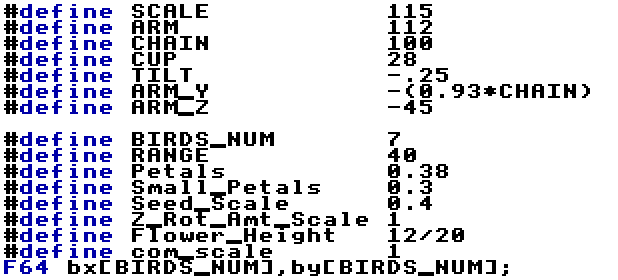 #define SCALE 115
#define ARM 112
#define CHAIN 100
#define CUP 28
#define TILT -.25
#define ARM_Y -(0.93*CHAIN)
#define ARM_Z -45
#define BIRDS_NUM 7
#define RANGE 40
#define Petals 0.38
#define Small_Petals 0.3
#define Seed_Scale 0.4
#define Z_Rot_Amt_Scale 1
#define Flower_Height 12/20
#define com_scale 1
F64 bx[BIRDS_NUM],by[BIRDS_NUM];